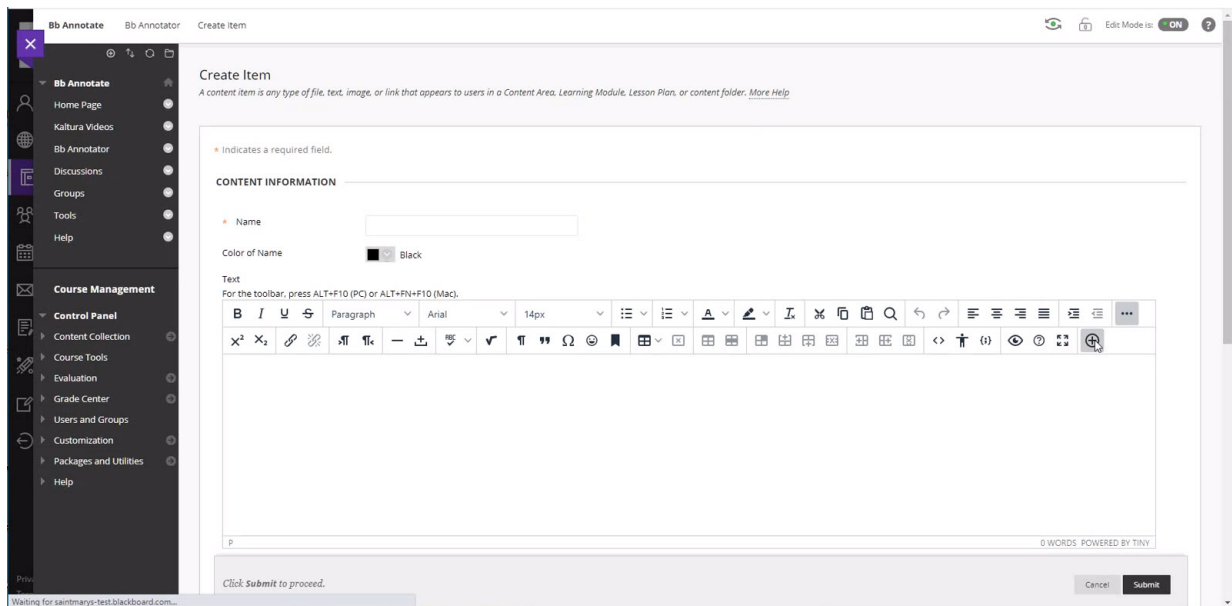 Bb Annotate Bb Annotator Create Item
Edit Mode is: ON ?
Bb Annotate
Home Page
Kaltura Videos
Bb Annotator
Discussions
Groups
Tools
Help
Course Management
Control Panel
Content Collection
Course Tools
Evaluation
Grade Center
Users and Groups
Customization
Packages and Utilities
Help
Create Item
A content item is any type of file, text, image, or link that appears to users in a Content Area, Learning Module, Lesson Plan, or content folder. More Help
* Indicates a required field.
CONTENT INFORMATION
* Name
Color of Name Black
Text
For the toolbar, press ALT+F10 (PC) or ALT+FN+F10 (Mac).
B I U S Paragraph Arial 14px
P 0 WORDS POWERED BY TINY
Click Submit to proceed. Cancel Submit
Waiting for saintmarys-test.blackboard.com...